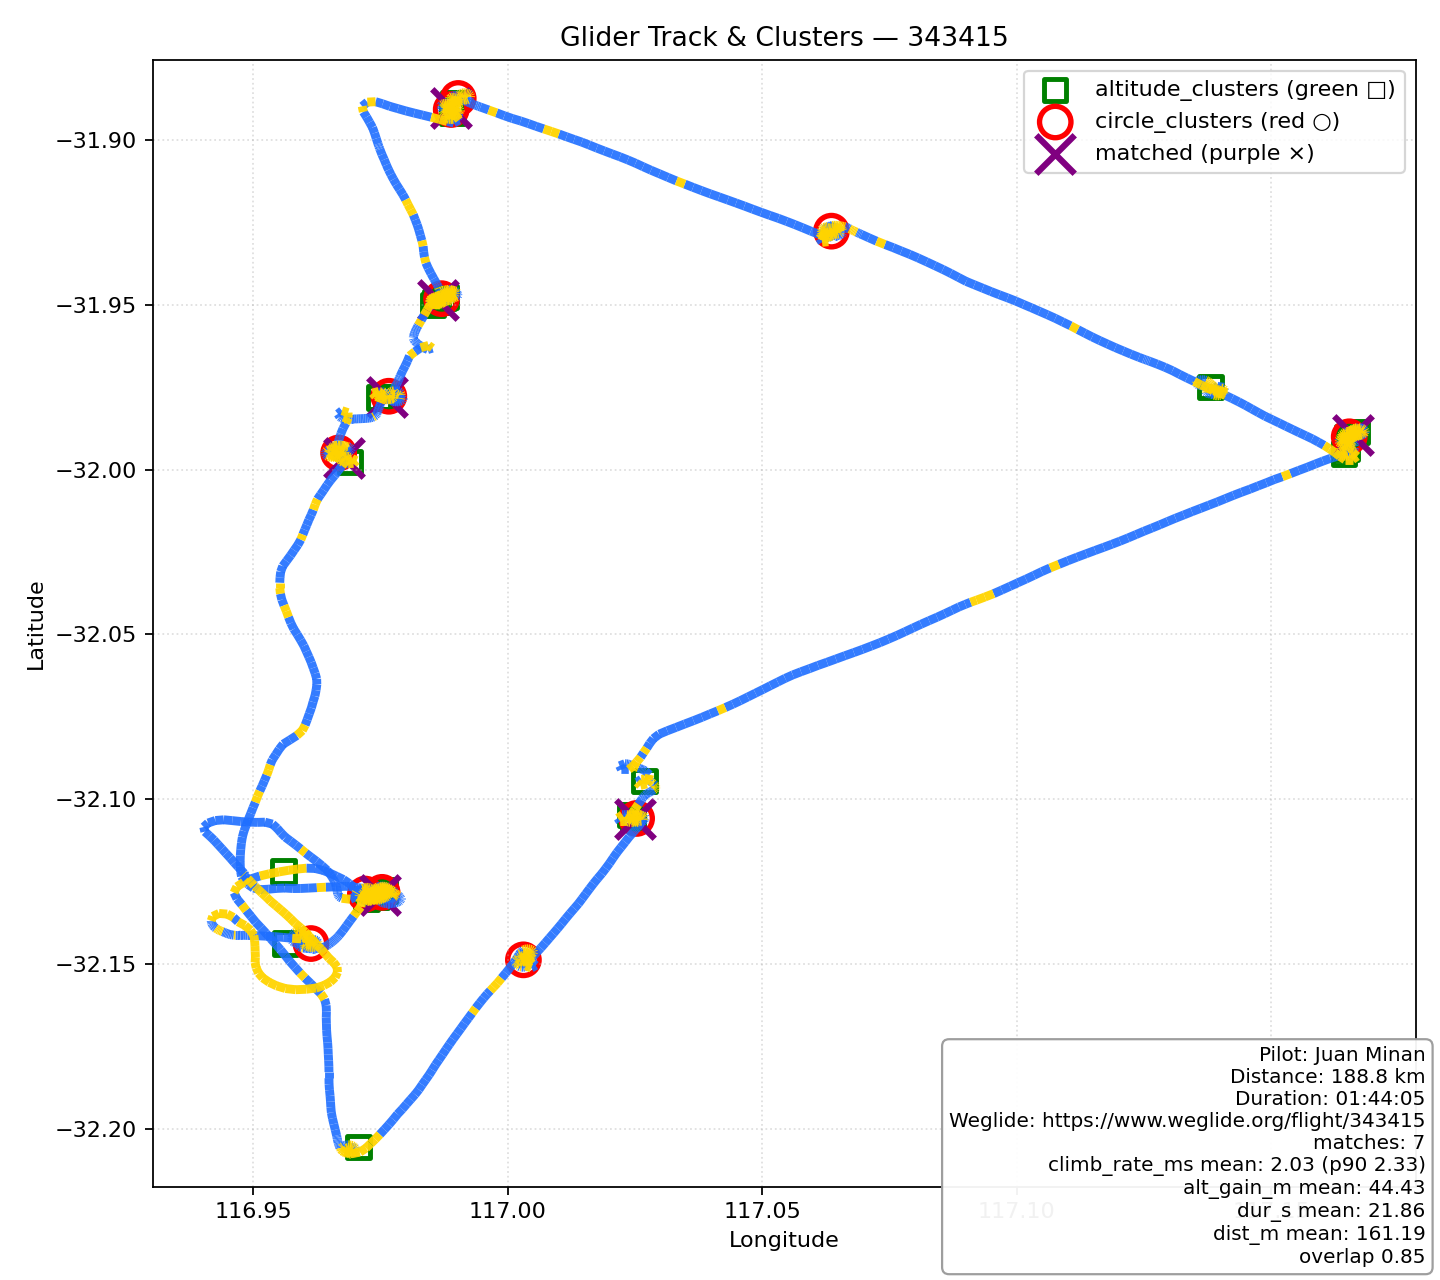 Glider Track & Clusters — 343415
altitude_clusters (green □)
circle_clusters (red ○)
matched (purple ×)
−31.90
−31.95
−32.00
−32.05
−32.10
−32.15
−32.20
Latitude
116.95
117.00
117.05
117.10
Longitude
Pilot: Juan Minan
Distance: 188.8 km
Duration: 01:44:05
Weglide: https://www.weglide.org/flight/343415
matches: 7
climb_rate_ms mean: 2.03 (p90 2.33)
alt_gain_m mean: 44.43
dur_s mean: 21.86
dist_m mean: 161.19
overlap 0.85